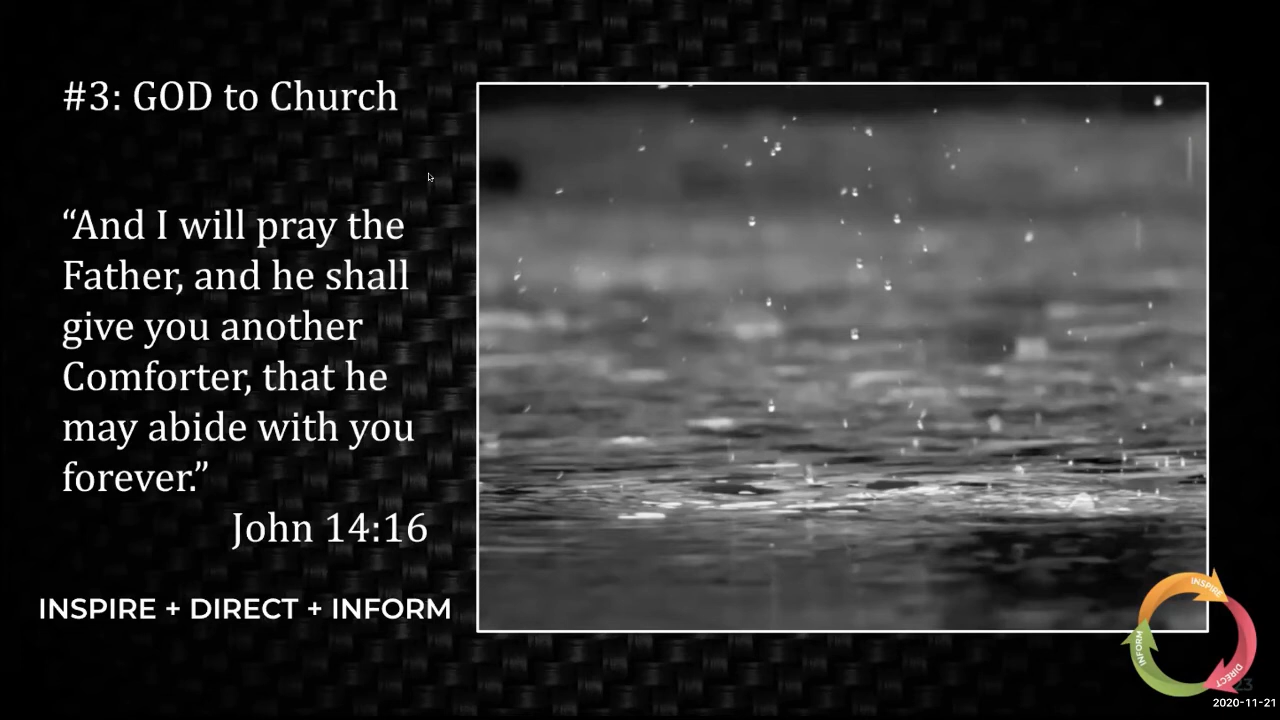 #3: GOD to Church
“And I will pray the
Father, and he shall
give you another
Comforter, that he
may abide with you
forever.”
John 14:16
INSPIRE + DIRECT + INFORM
INSPIRE
INFORM
DIRECT
23
2020-11-21